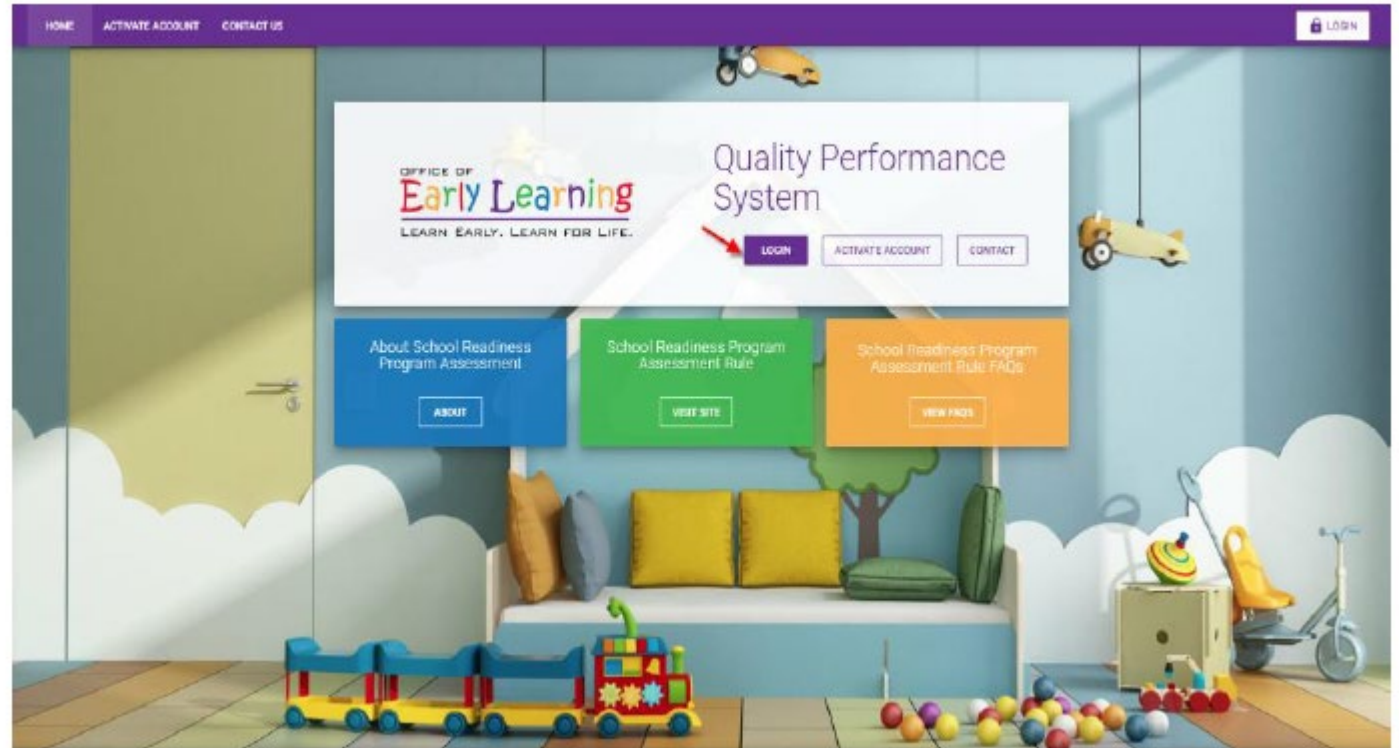 HOME ACTIVATE ACCOUNT CONTACT US
LOGIN
OFFICE OF
Early Learning
LEARN EARLY. LEARN FOR LIFE.
Quality Performance
System
LOGIN ACTIVATE ACCOUNT CONTACT
About School Readiness
Program Assessment
ABOUT
School Readiness Program
Assessment Rule
VISIT SITE
School Readiness Program
Assessment Rule FAQs
VIEW FAQS